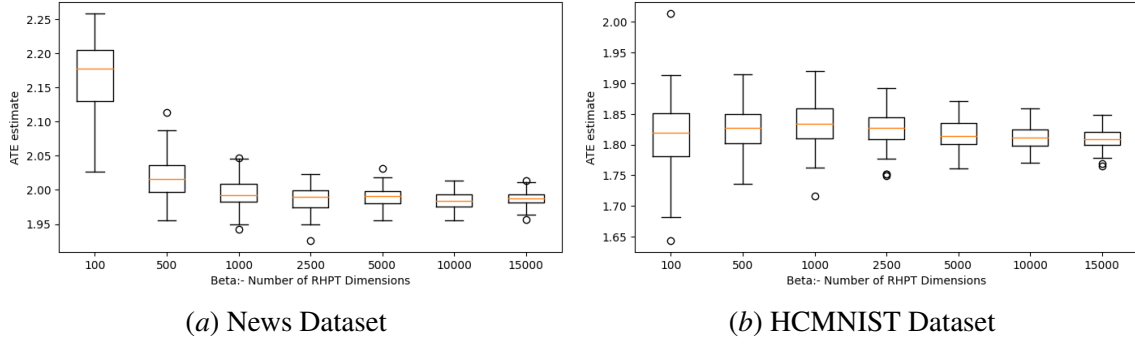 2.25
2.20
2.15
2.10
2.05
2.00
1.95
ATE estimate
100 500 1000 2500 5000 10000 15000
Beta:- Number of RHPT Dimensions
(a) News Dataset
2.00
1.95
1.90
1.85
1.80
1.75
1.70
1.65
ATE estimate
100 500 1000 2500 5000 10000 15000
Beta:- Number of RHPT Dimensions
(b) HCMNIST Dataset